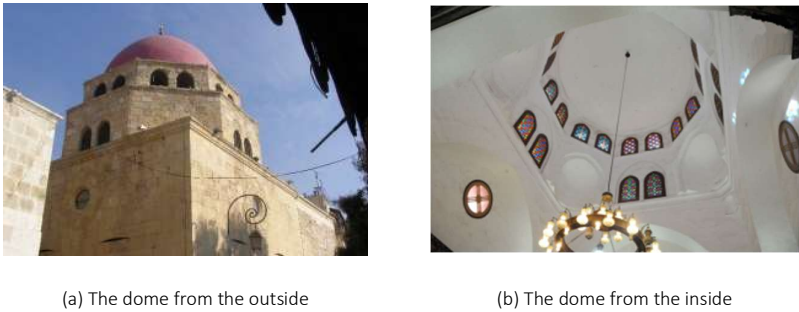 (a) The dome from the outside
(b) The dome from the inside